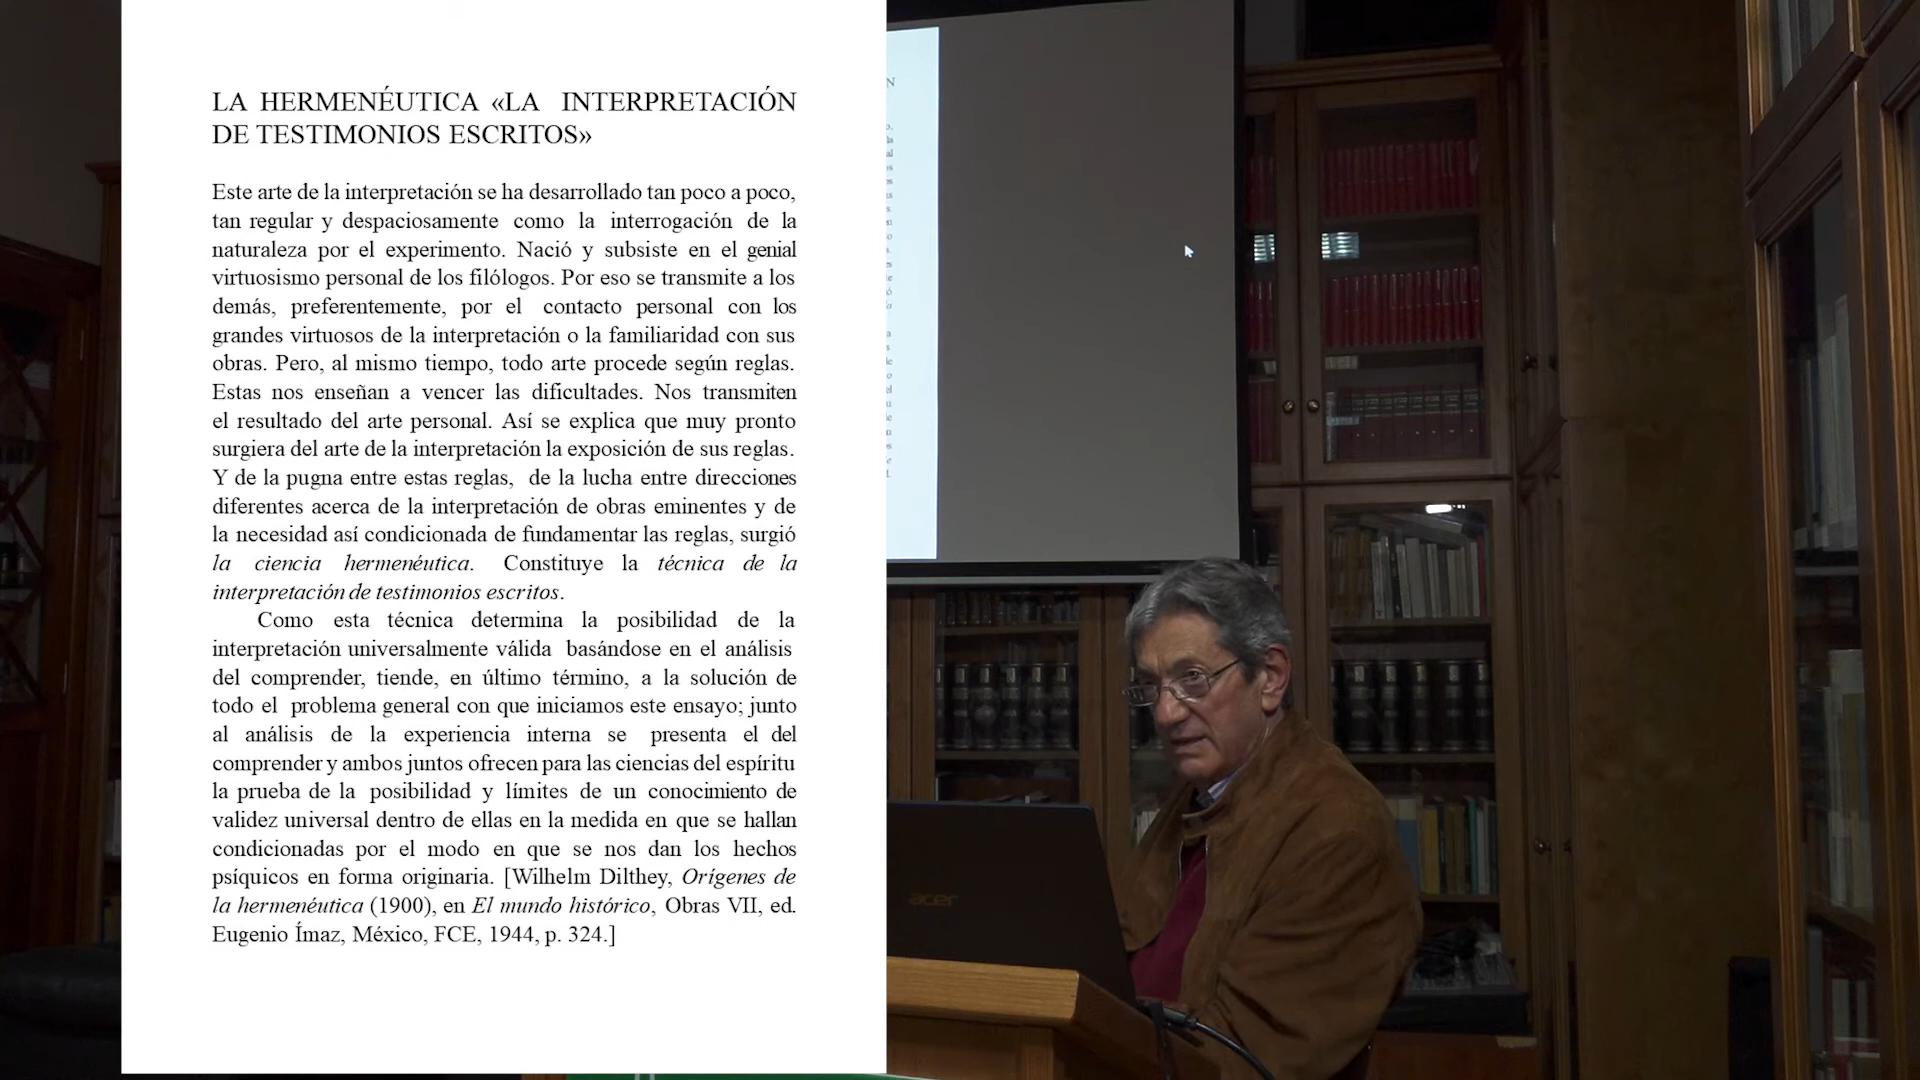 LA HERMENÉUTICA «LA INTERPRETACIÓN
DE TESTIMONIOS ESCRITOS»
Este arte de la interpretación se ha desarrollado tan poco a poco,
tan regular y despaciosamente como la interrogación de la
naturaleza por el experimento. Nació y subsiste en el genial
virtuosismo personal de los filólogos. Por eso se transmite a los
demás, preferentemente, por el contacto personal con los
grandes virtuosos de la interpretación o la familiaridad con sus
obras. Pero, al mismo tiempo, todo arte procede según reglas.
Estas nos enseñan a vencer las dificultades. Nos transmiten
el resultado del arte personal. Así se explica que muy pronto
surgiera del arte de la interpretación la exposición de sus reglas.
Y de la pugna entre estas reglas, de la lucha entre direcciones
diferentes acerca de la interpretación de obras eminentes y de
la necesidad así condicionada de fundamentar las reglas, surgió
la ciencia hermenéutica. Constituye la técnica de la
interpretación de testimonios escritos.
Como esta técnica determina la posibilidad de la
interpretación universalmente válida basándose en el análisis
del comprender, tiende, en último término, a la solución de
todo el problema general con que iniciamos este ensayo; junto
al análisis de la experiencia interna se presenta el del
comprender y ambos juntos ofrecen para las ciencias del espíritu
la prueba de la posibilidad y límites de un conocimiento de
validez universal dentro de ellas en la medida en que se hallan
condicionadas por el modo en que se nos dan los hechos
psíquicos en forma originaria. [Wilhelm Dilthey, Orígenes de
la hermenéutica (1900), en El mundo histórico, Obras VII, ed.
Eugenio Ímaz, México, FCE, 1944, p. 324.]
acer